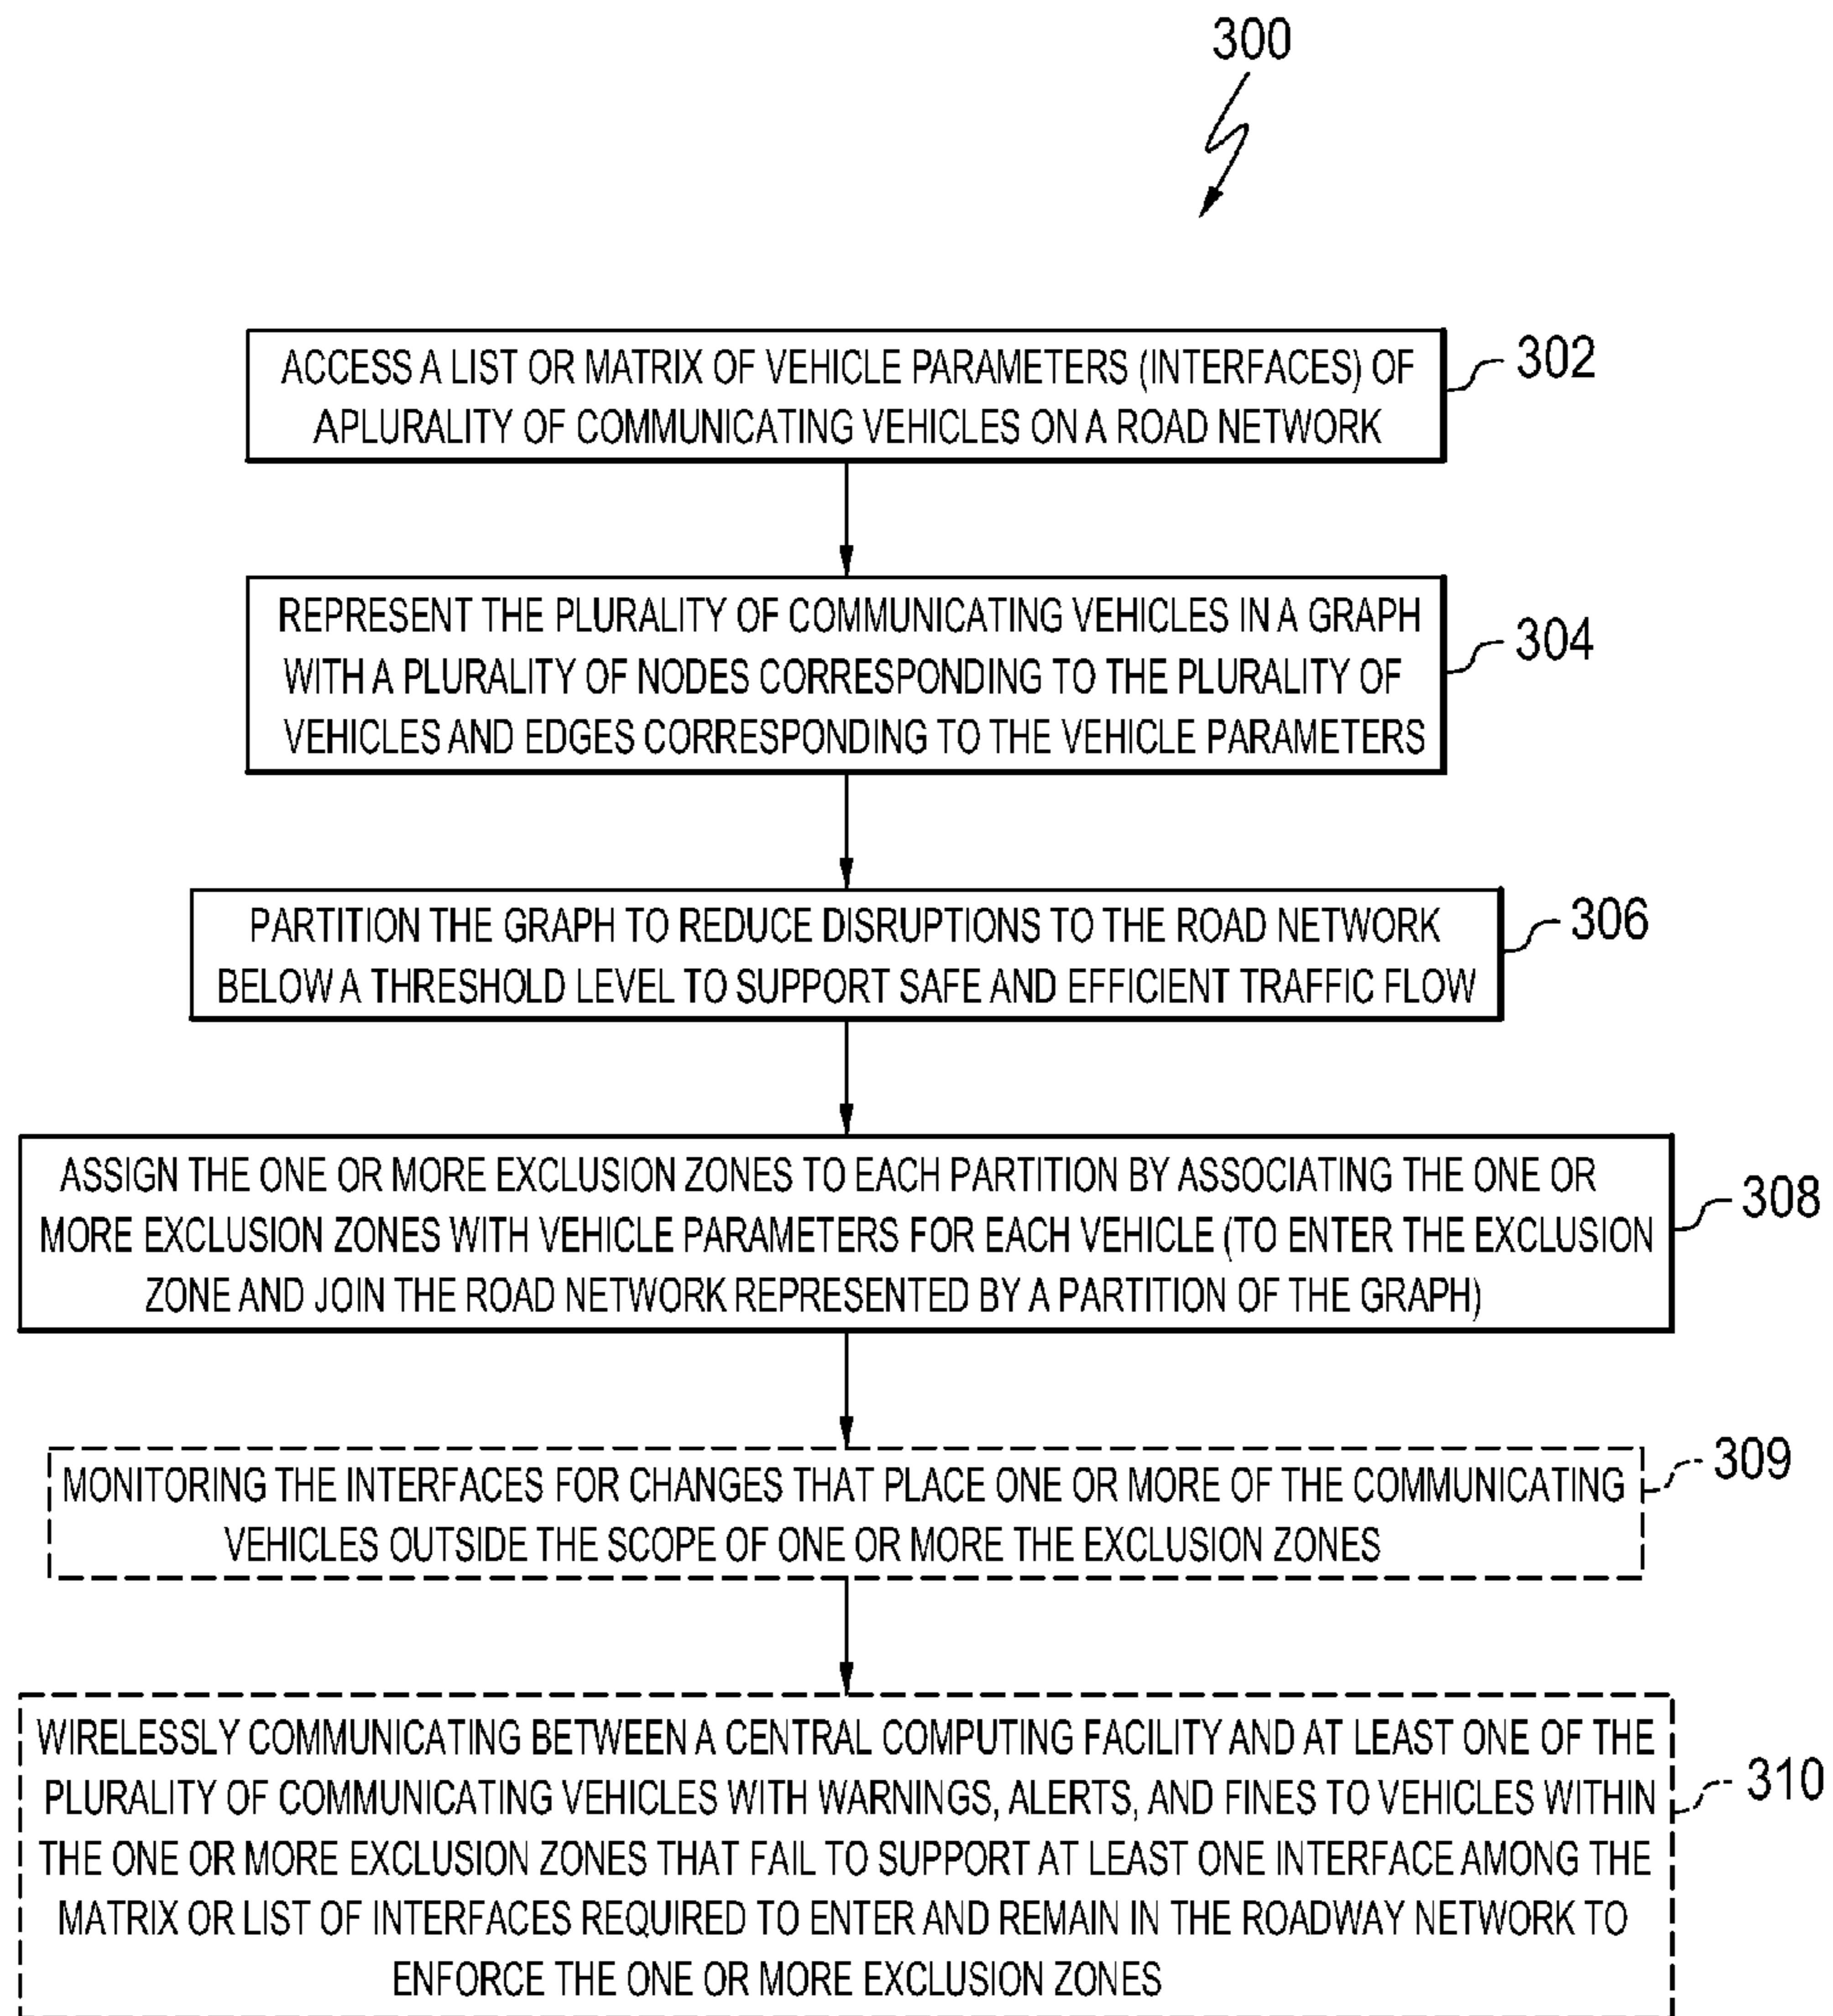 300
ACCESS A LIST OR MATRIX OF VEHICLE PARAMETERS (INTERFACES) OF
APLURALITY OF COMMUNICATING VEHICLES ON A ROAD NETWORK
302
REPRESENT THE PLURALITY OF COMMUNICATING VEHICLES IN A GRAPH
WITH A PLURALITY OF NODES CORRESPONDING TO THE PLURALITY OF
VEHICLES AND EDGES CORRESPONDING TO THE VEHICLE PARAMETERS
304
PARTITION THE GRAPH TO REDUCE DISRUPTIONS TO THE ROAD NETWORK
BELOW A THRESHOLD LEVEL TO SUPPORT SAFE AND EFFICIENT TRAFFIC FLOW
306
ASSIGN THE ONE OR MORE EXCLUSION ZONES TO EACH PARTITION BY ASSOCIATING THE ONE OR
MORE EXCLUSION ZONES WITH VEHICLE PARAMETERS FOR EACH VEHICLE (TO ENTER THE EXCLUSION
ZONE AND JOIN THE ROAD NETWORK REPRESENTED BY A PARTITION OF THE GRAPH)
308
MONITORING THE INTERFACES FOR CHANGES THAT PLACE ONE OR MORE OF THE COMMUNICATING
VEHICLES OUTSIDE THE SCOPE OF ONE OR MORE THE EXCLUSION ZONES
309
WIRELESSLY COMMUNICATING BETWEEN A CENTRAL COMPUTING FACILITY AND AT LEAST ONE OF THE
PLURALITY OF COMMUNICATING VEHICLES WITH WARNINGS, ALERTS, AND FINES TO VEHICLES WITHIN
THE ONE OR MORE EXCLUSION ZONES THAT FAIL TO SUPPORT AT LEAST ONE INTERFACE AMONG THE
MATRIX OR LIST OF INTERFACES REQUIRED TO ENTER AND REMAIN IN THE ROADWAY NETWORK TO
ENFORCE THE ONE OR MORE EXCLUSION ZONES
310